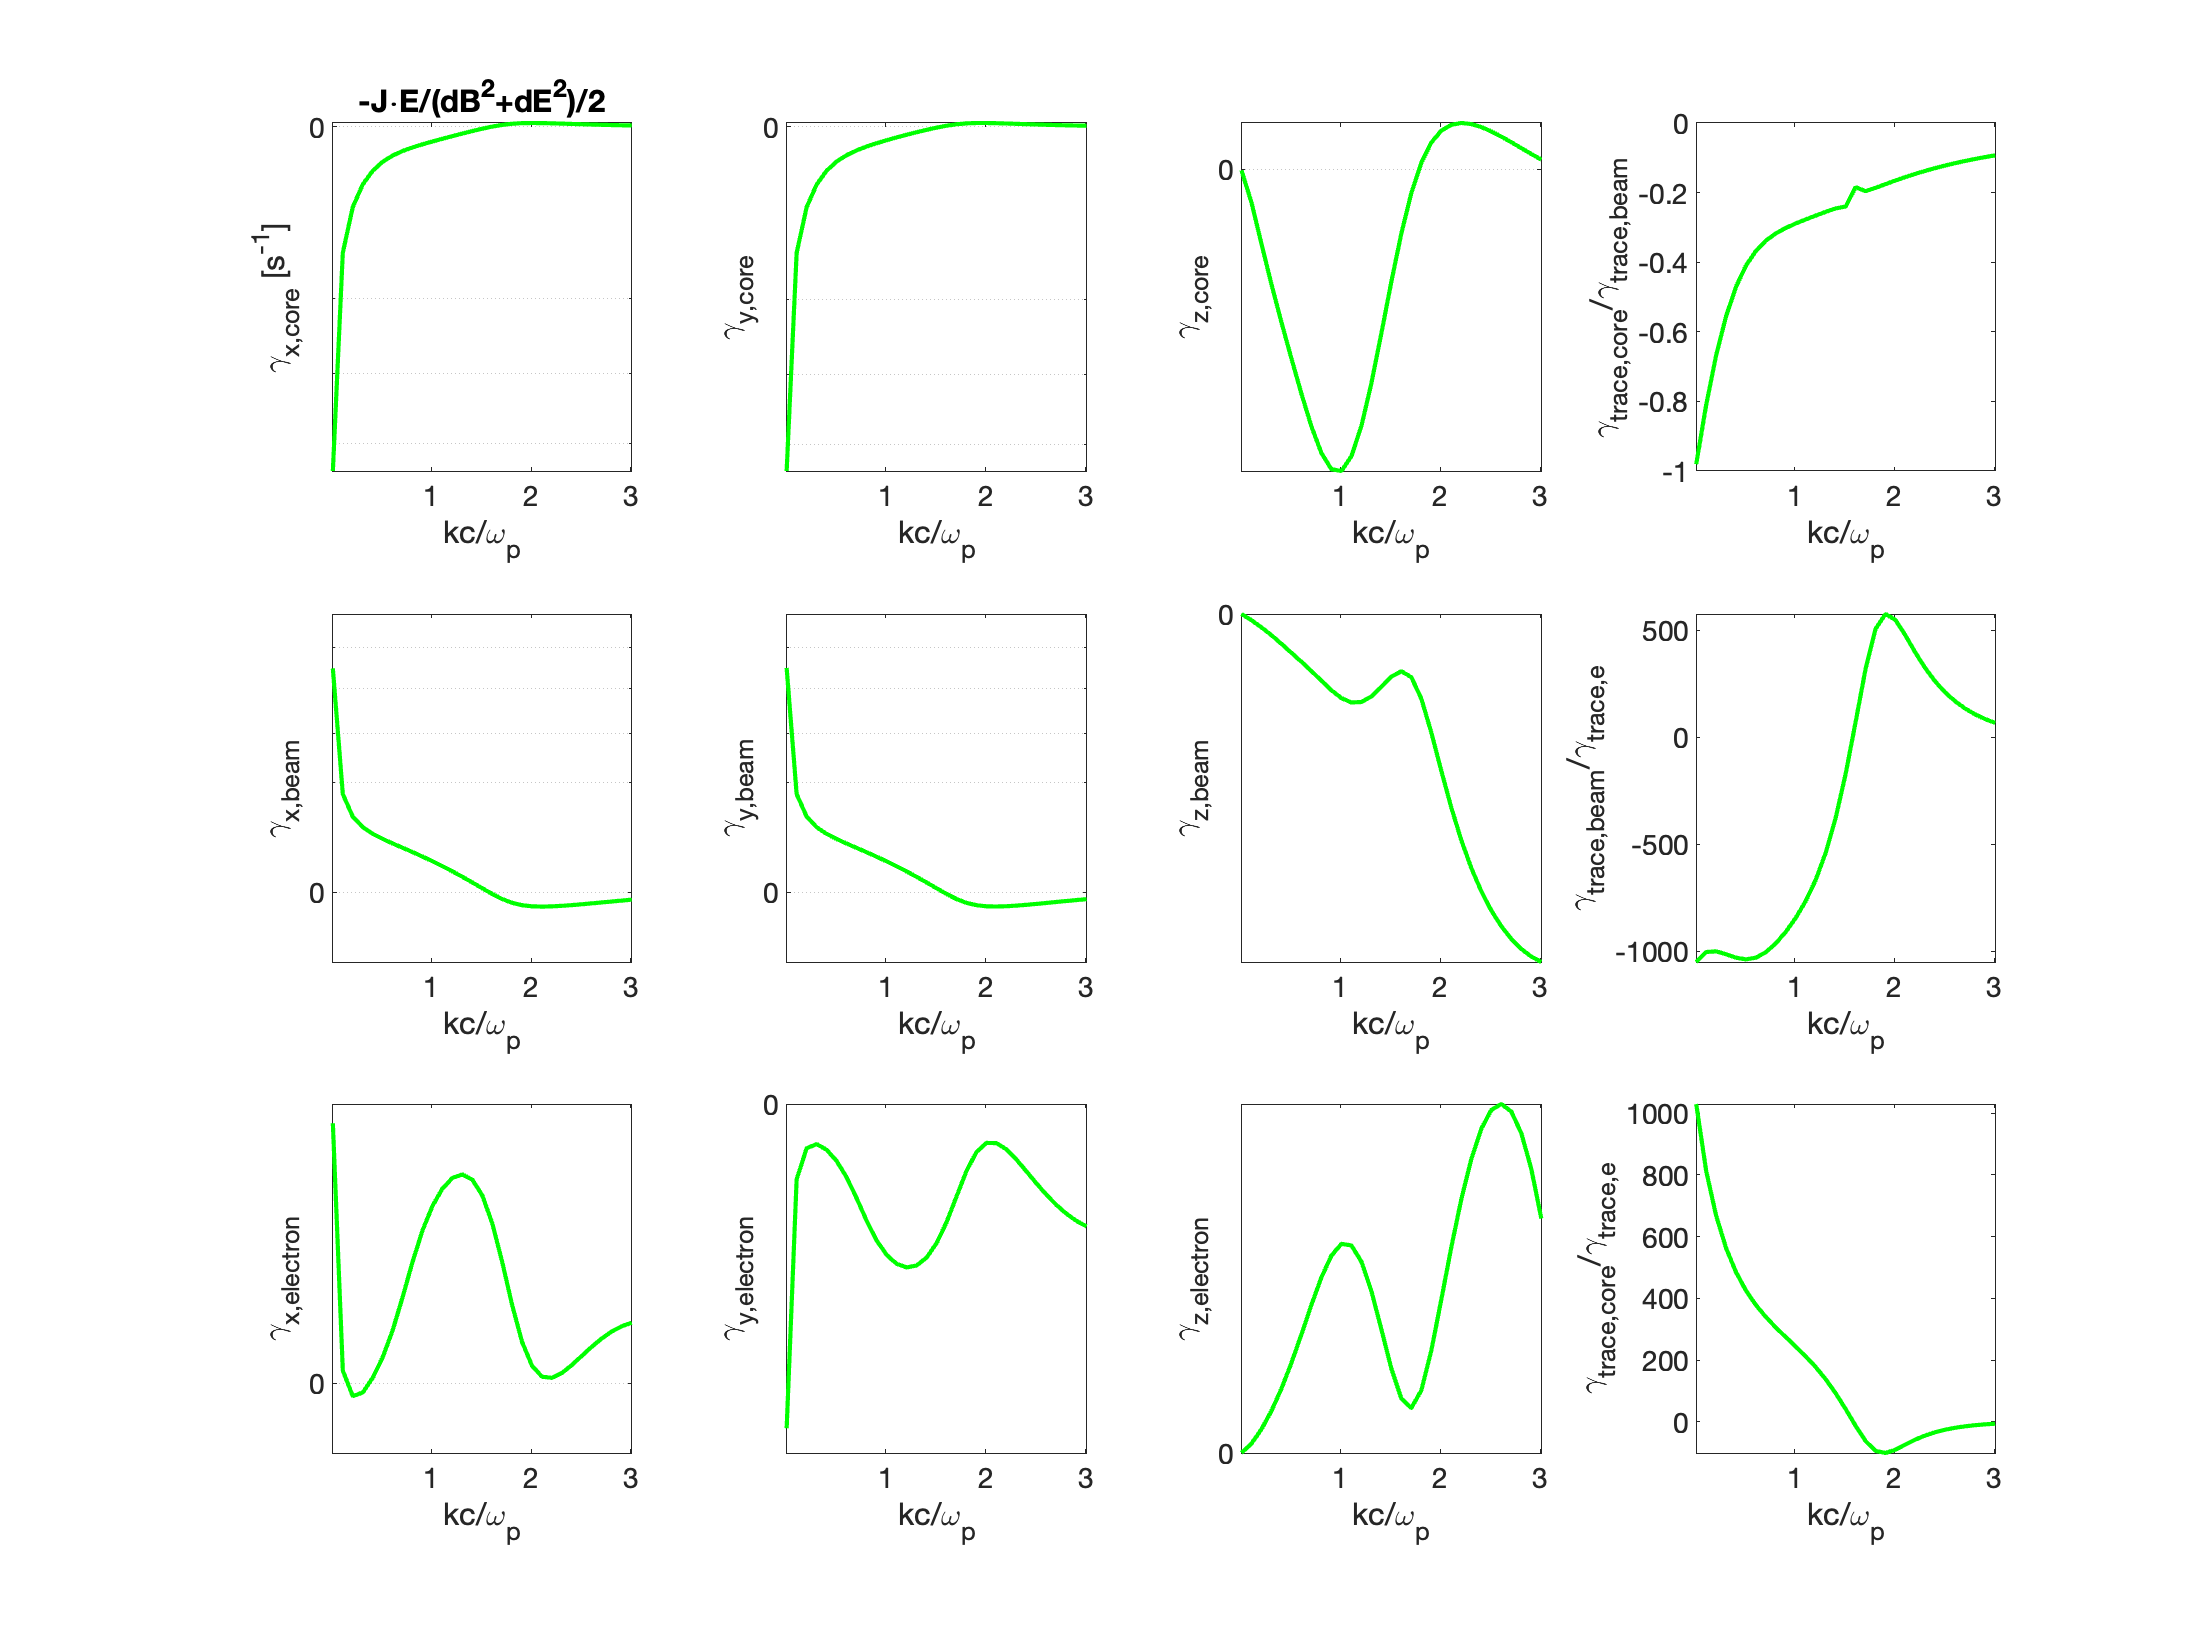 -J·E/(dB²+dE²)/2
γx,core [s⁻¹]
0
1 2 3
kc/ωp
γy,core
0
1 2 3
kc/ωp
γz,core
0
1 2 3
kc/ωp
γtrace,core/γtrace,beam
0
-0.2
-0.4
-0.6
-0.8
-1
1 2 3
kc/ωp
γx,beam
0
1 2 3
kc/ωp
γy,beam
0
1 2 3
kc/ωp
γz,beam
0
1 2 3
kc/ωp
γtrace,beam/γtrace,e
500
0
-500
-1000
1 2 3
kc/ωp
γx,electron
0
1 2 3
kc/ωp
γy,electron
0
1 2 3
kc/ωp
γz,electron
0
1 2 3
kc/ωp
γtrace,core/γtrace,e
1000
800
600
400
200
0
1 2 3
kc/ωp